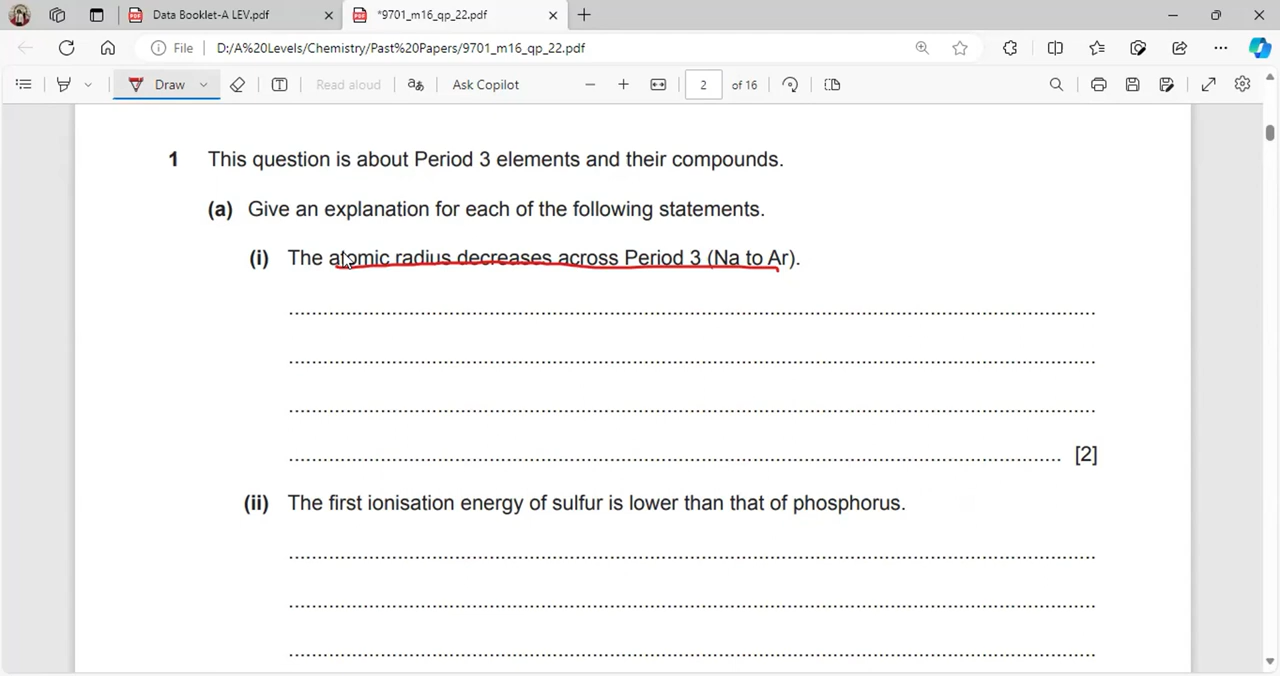 Data Booklet-A LEV.pdf
*9701_m16_qp_22.pdf
File D:/A%20Levels/Chemistry/Past%20Papers/9701_m16_qp_22.pdf
Draw T Read aloud aあ Ask Copilot 2 of 16
1 This question is about Period 3 elements and their compounds.
(a) Give an explanation for each of the following statements.
(i) The atomic radius decreases across Period 3 (Na to Ar).
[2]
(ii) The first ionisation energy of sulfur is lower than that of phosphorus.